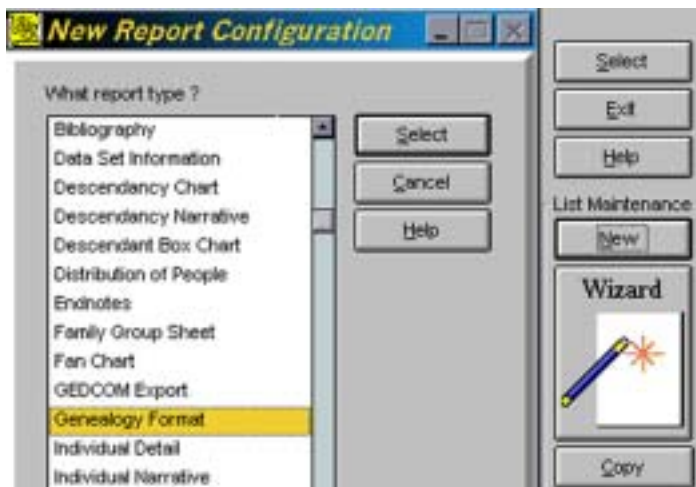 New Report Configuration
What report type ?
Bibliography
Data Set Information
Descendancy Chart
Descendancy Narrative
Descendant Box Chart
Distribution of People
Endnotes
Family Group Sheet
Fan Chart
GEDCOM Export
Genealogy Format
Individual Detail
Individual Narrative
Select
Cancel
Help
Select
Exit
Help
List Maintenance
New
Wizard
Copy